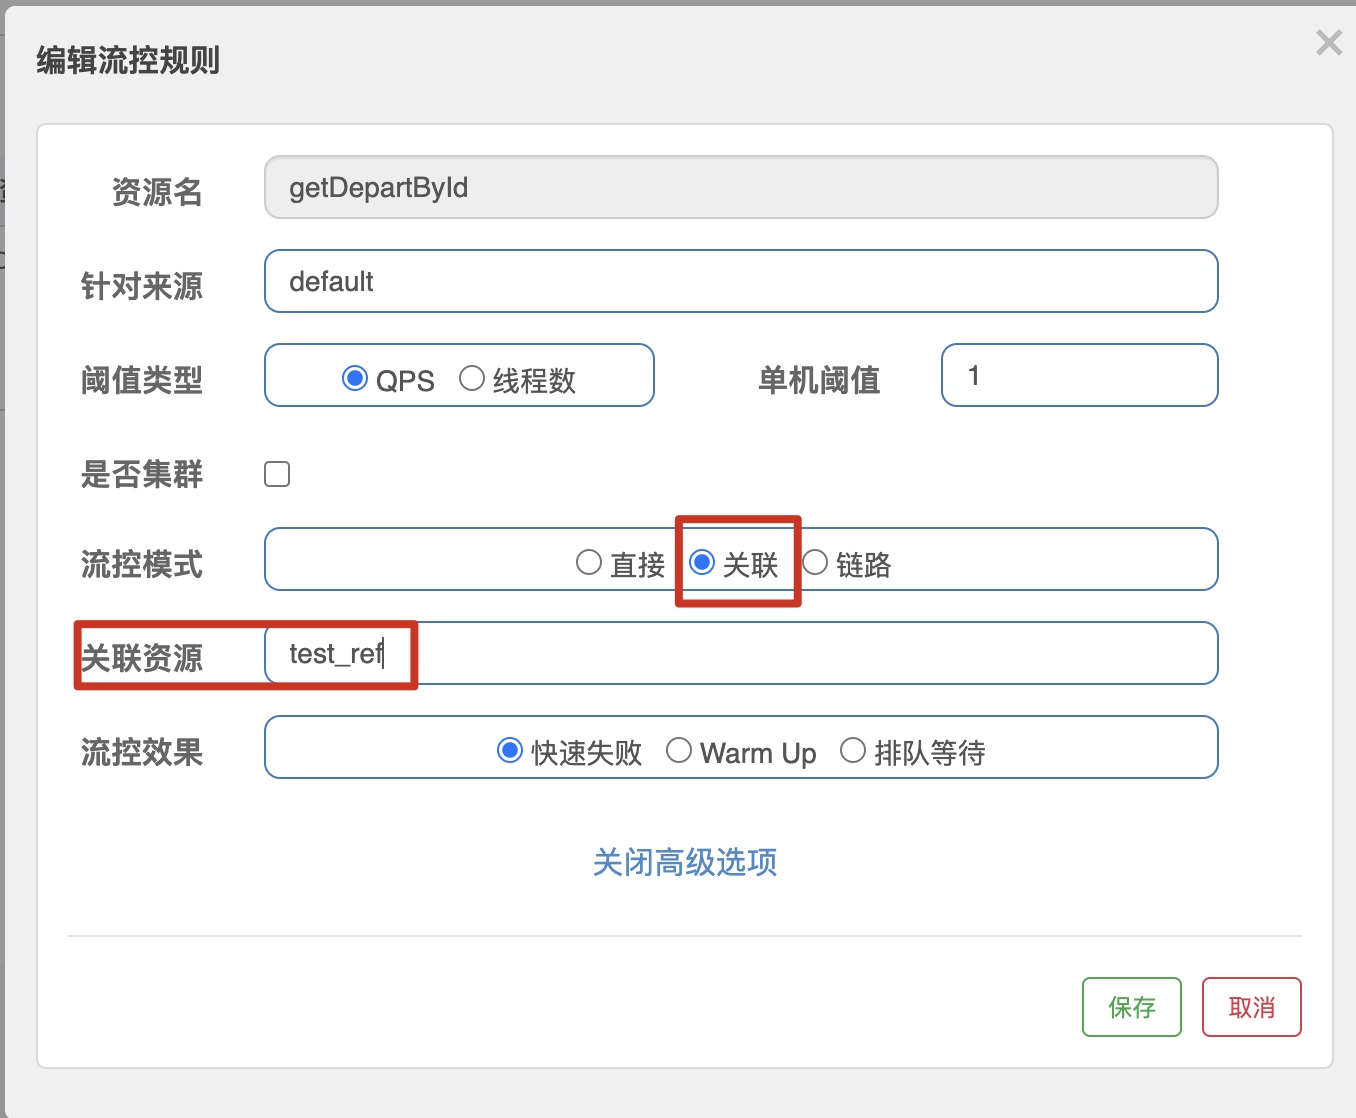 编辑流控规则
资源名 getDepartById
针对来源 default
阈值类型 QPS 线程数 单机阈值 1
是否集群
流控模式 直接 关联 链路
关联资源 test_ref
流控效果 快速失败 Warm Up 排队等待
关闭高级选项
保存 取消